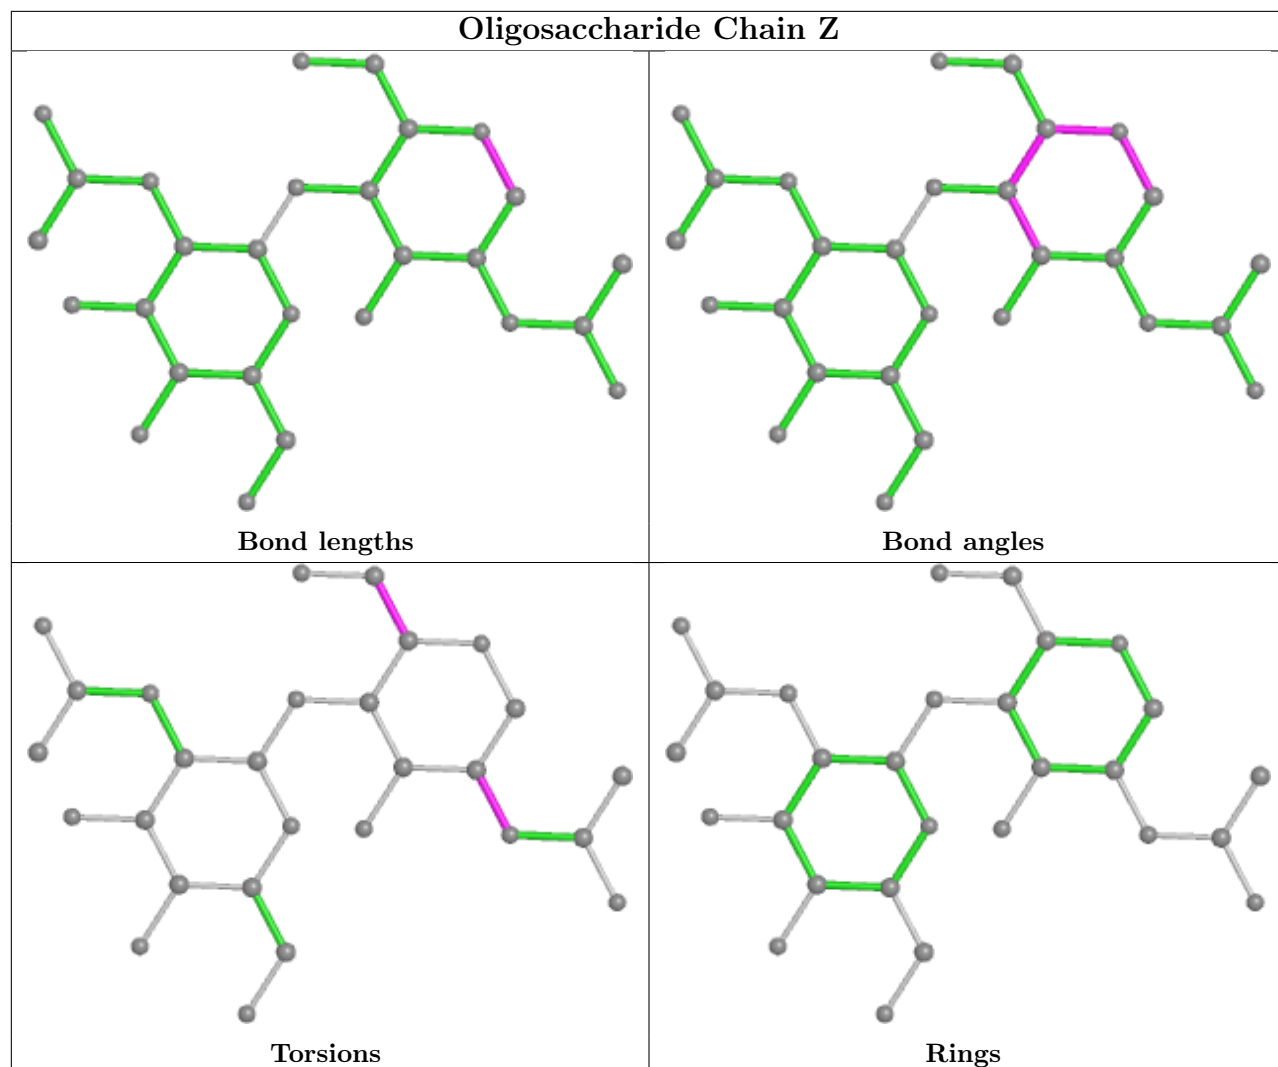 Oligosaccharide Chain Z
Bond lengths
Bond angles
Torsions
Rings